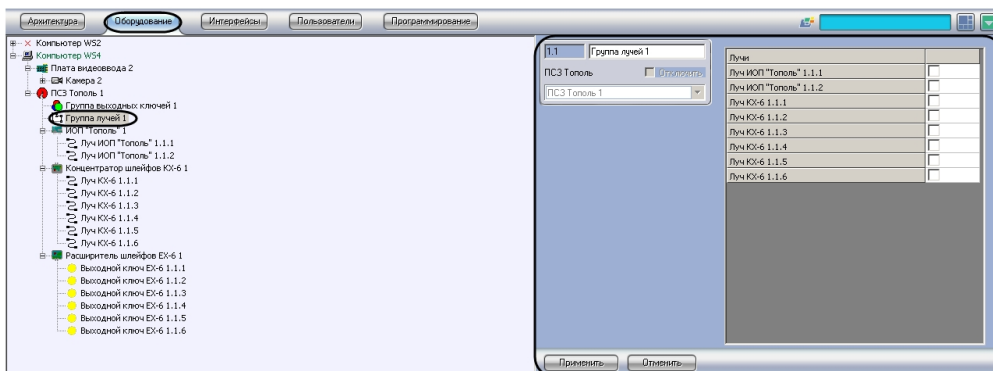 Архитектура Оборудование Интерфейсы Пользователи Программирование
Компьютер WS2
Компьютер WS4
Плата видеоввода 2
Камера 2
ПСЗ Тополь 1
Группа выходных ключей 1
Группа лучей 1
ИОП "Тополь" 1
Луч ИОП "Тополь" 1.1.1
Луч ИОП "Тополь" 1.1.2
Концентратор шлейфов КХ-6 1
Луч КХ-6 1.1.1
Луч КХ-6 1.1.2
Луч КХ-6 1.1.3
Луч КХ-6 1.1.4
Луч КХ-6 1.1.5
Луч КХ-6 1.1.6
Расширитель шлейфов ЕХ-6 1
Выходной ключ ЕХ-6 1.1.1
Выходной ключ ЕХ-6 1.1.2
Выходной ключ ЕХ-6 1.1.3
Выходной ключ ЕХ-6 1.1.4
Выходной ключ ЕХ-6 1.1.5
Выходной ключ ЕХ-6 1.1.6
1.1 Группа лучей 1
ПСЗ Тополь Отключить
ПСЗ Тополь 1
Лучи
Луч ИОП "Тополь" 1.1.1
Луч ИОП "Тополь" 1.1.2
Луч КХ-6 1.1.1
Луч КХ-6 1.1.2
Луч КХ-6 1.1.3
Луч КХ-6 1.1.4
Луч КХ-6 1.1.5
Луч КХ-6 1.1.6
Применить Отменить